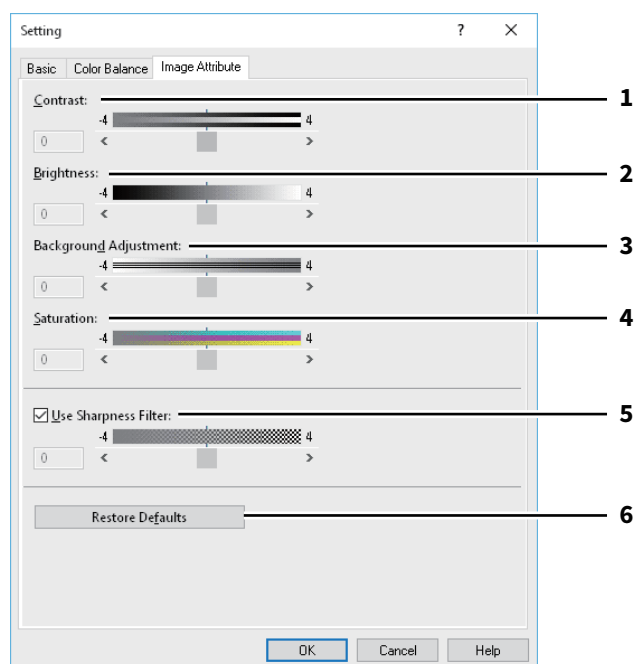 Setting ? ×
Basic Color Balance Image Attribute
Contrast: 1
-4 4
0 < >
Brightness: 2
-4 4
0 < >
Background Adjustment: 3
-4 4
0 < >
Saturation: 4
-4 4
0 < >
Use Sharpness Filter: 5
-4 4
0 < >
Restore Defaults 6
OK Cancel Help